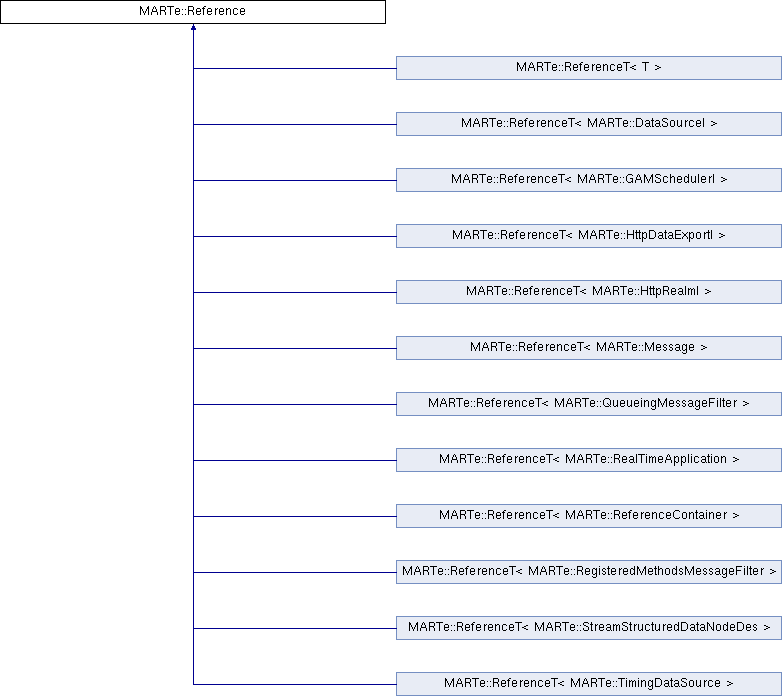 MARTe::Reference
MARTe::ReferenceT< T >
MARTe::ReferenceT< MARTe::DataSourceI >
MARTe::ReferenceT< MARTe::GAMSchedulerI >
MARTe::ReferenceT< MARTe::HttpDataExportI >
MARTe::ReferenceT< MARTe::HttpRealmI >
MARTe::ReferenceT< MARTe::Message >
MARTe::ReferenceT< MARTe::QueueingMessageFilter >
MARTe::ReferenceT< MARTe::RealTimeApplication >
MARTe::ReferenceT< MARTe::ReferenceContainer >
MARTe::ReferenceT< MARTe::RegisteredMethodsMessageFilter >
MARTe::ReferenceT< MARTe::StreamStructuredDataNodeDes >
MARTe::ReferenceT< MARTe::TimingDataSource >